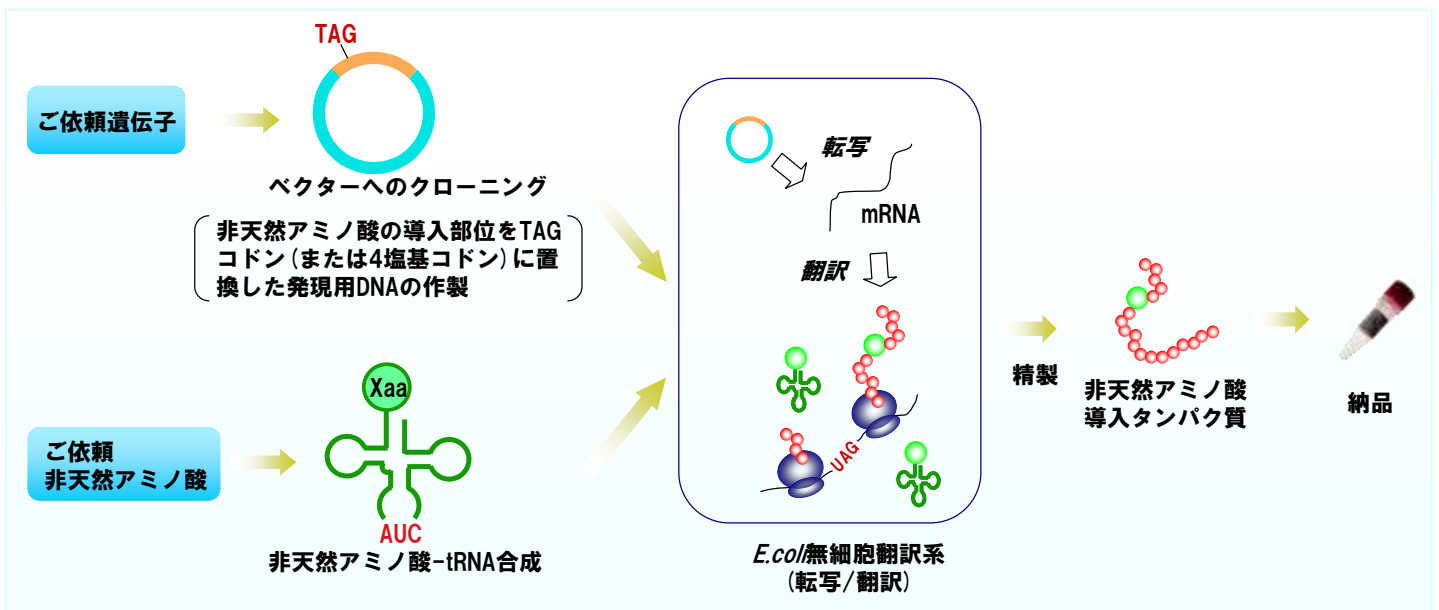 TAG
ご依頼遺伝子
ベクターへのクローニング
非天然アミノ酸の導入部位をTAG
コドン(または4塩基コドン)に置
換した発現用DNAの作製
Xaa
ご依頼
非天然アミノ酸
AUC
非天然アミノ酸-tRNA合成
転写
mRNA
翻訳
UAG
E.coli無細胞翻訳系
(転写/翻訳)
精製
非天然アミノ酸
導入タンパク質
納品